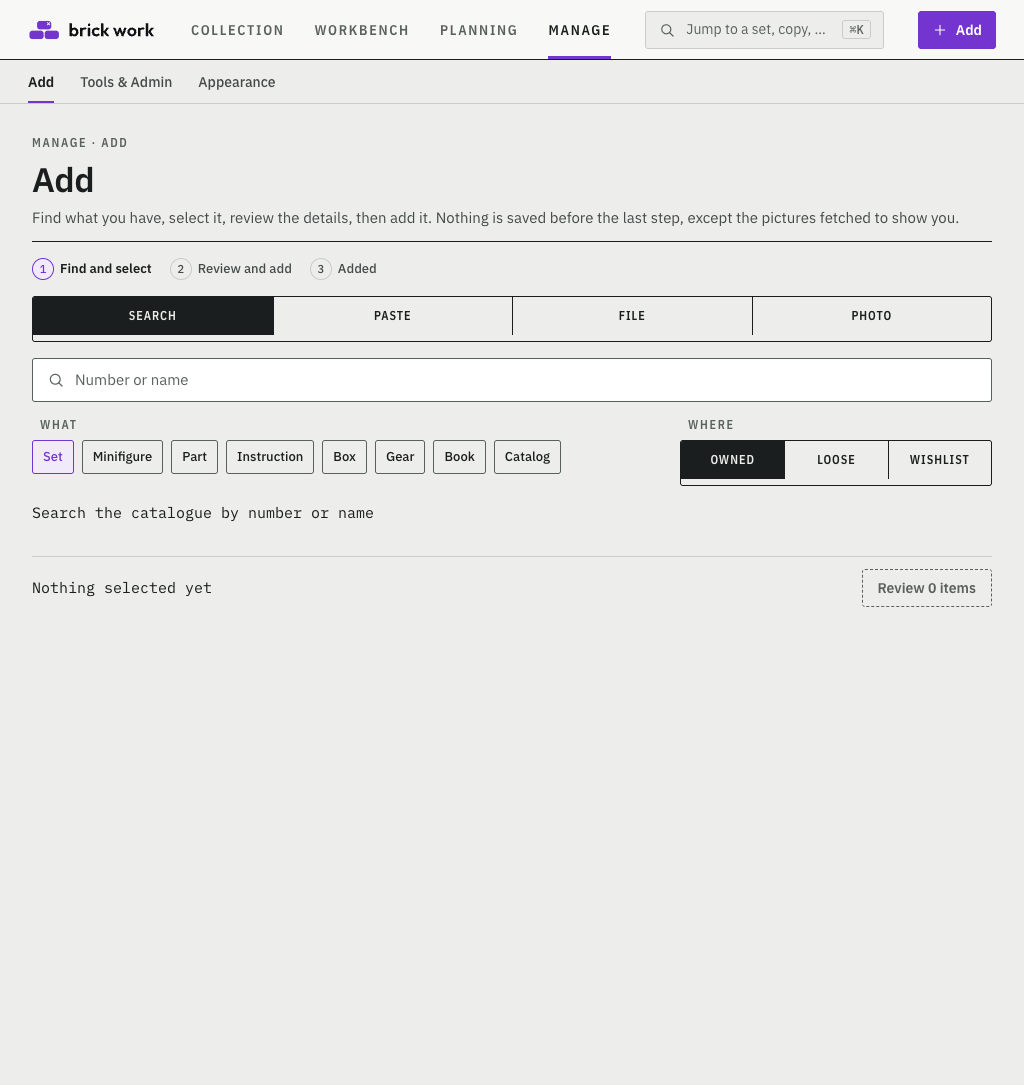 brick work COLLECTION WORKBENCH PLANNING MANAGE Jump to a set, copy, ... ⌘K + Add
Add Tools & Admin Appearance
MANAGE · ADD
Add
Find what you have, select it, review the details, then add it. Nothing is saved before the last step, except the pictures fetched to show you.
1 Find and select 2 Review and add 3 Added
SEARCH PASTE FILE PHOTO
Number or name
WHAT WHERE
Set Minifigure Part Instruction Box Gear Book Catalog OWNED LOOSE WISHLIST
Search the catalogue by number or name
Nothing selected yet Review 0 items